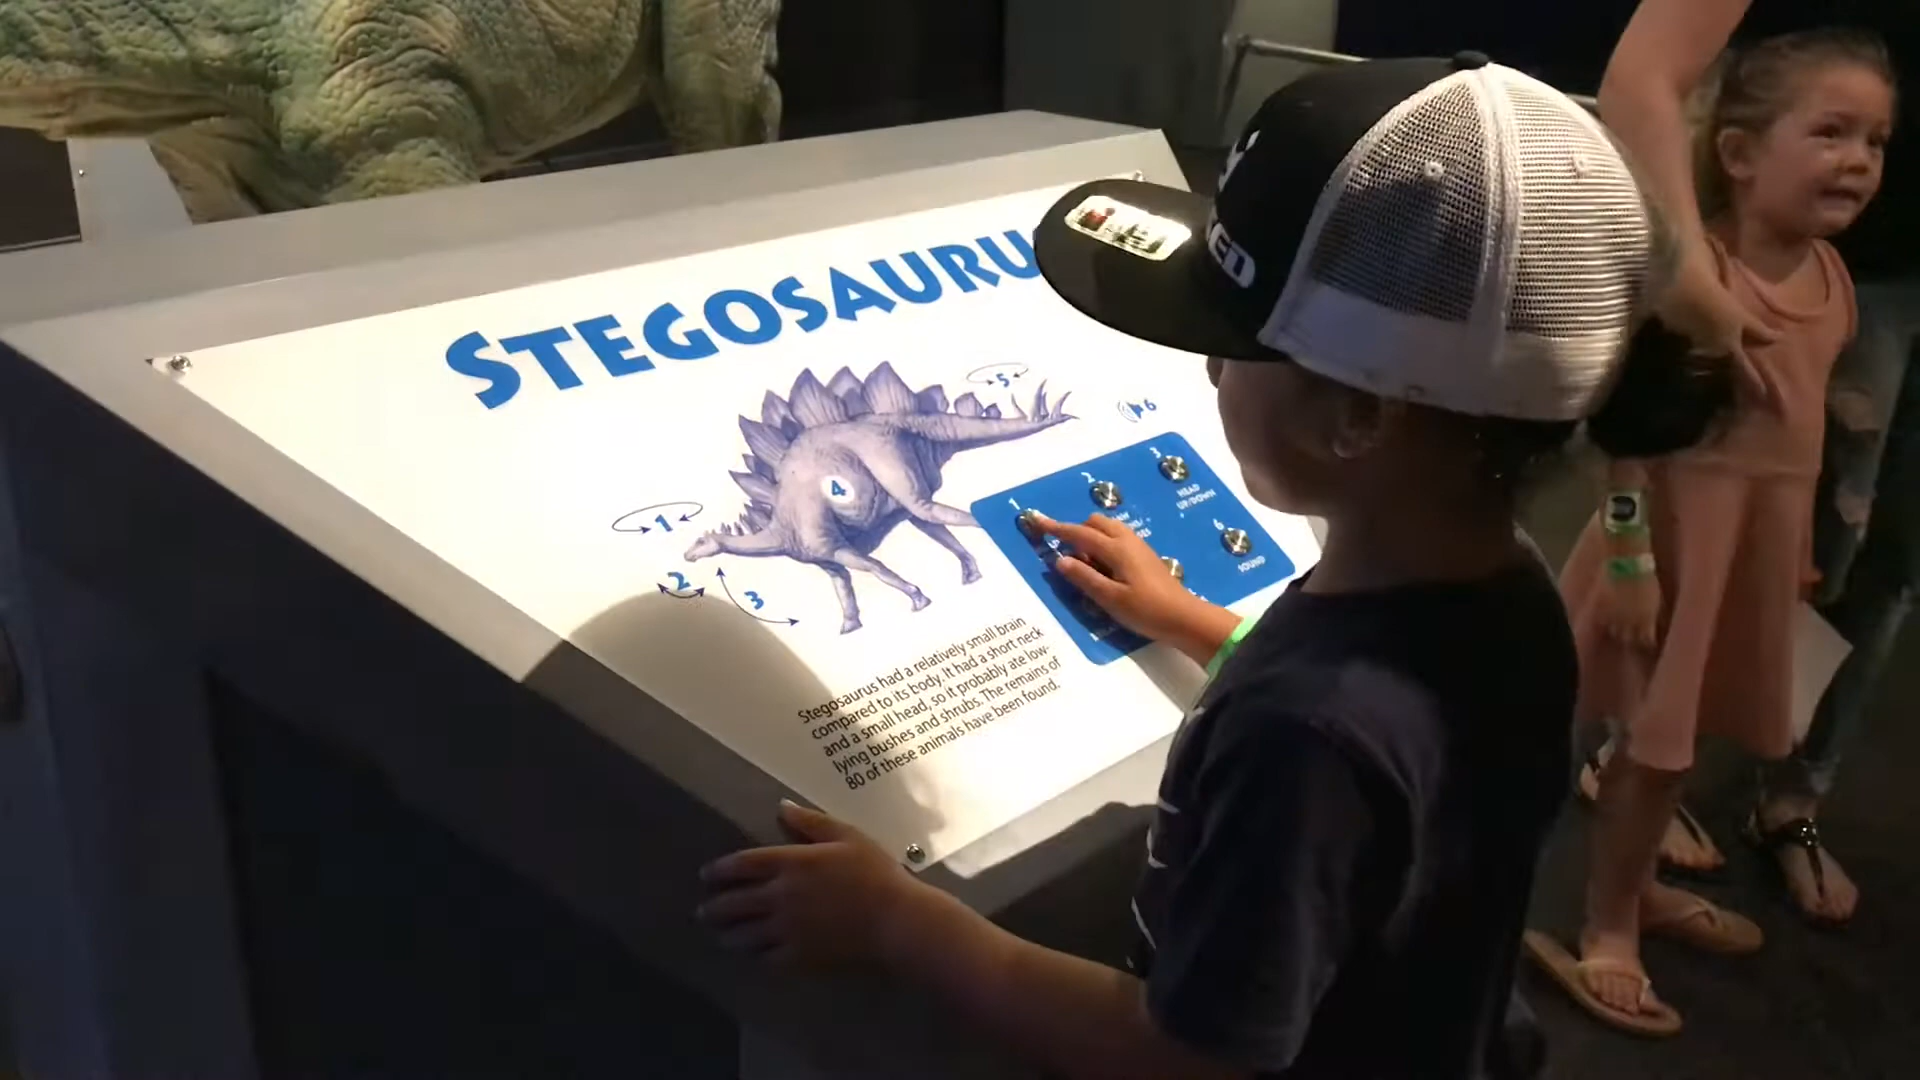 STEGOSAURU
5
6
4
1
2
3
1
2
3
HEAD
UP/DOWN
6
SOUND
Stegosaurus had a relatively small brain
compared to its body. It had a short neck
and a small head, so it probably ate low-
lying bushes and shrubs. The remains of
80 of these animals have been found.